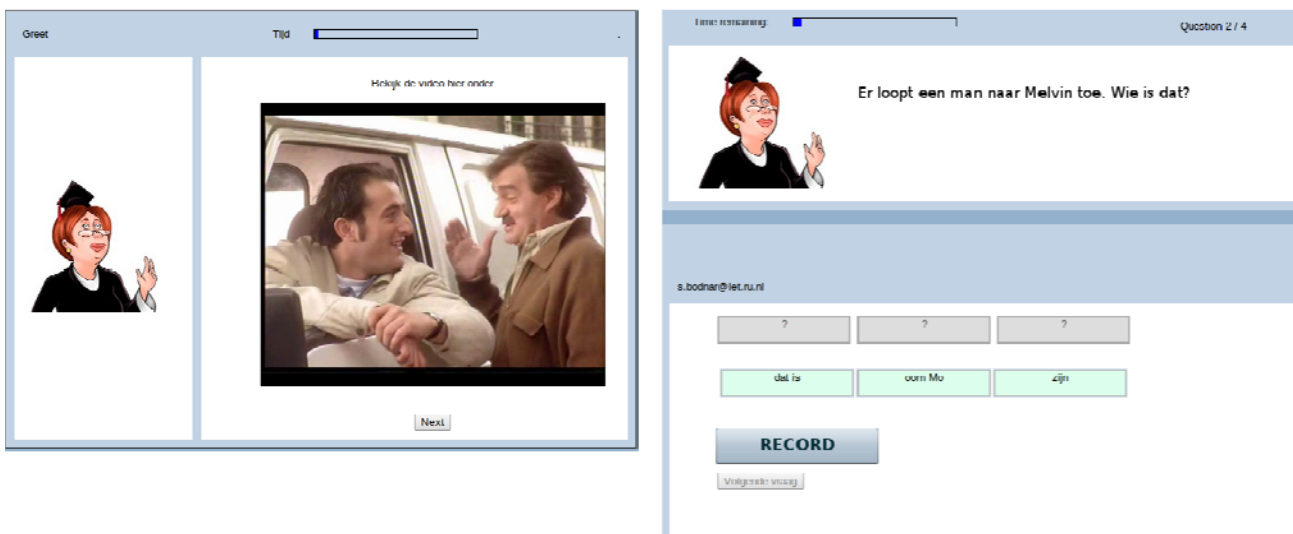 Greet
Tijd
.
Bekijk de video hier onder
Next
Time remaining:
Question 2 / 4
Er loopt een man naar Melvin toe. Wie is dat?
s.bodnar@let.ru.nl
? ? ?
dat is oom Mo zijn
RECORD
Volgende vraag